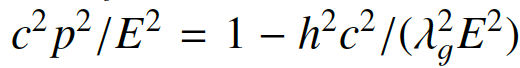 c²p²/E² = 1 − h²c²/(λ_g²E²)